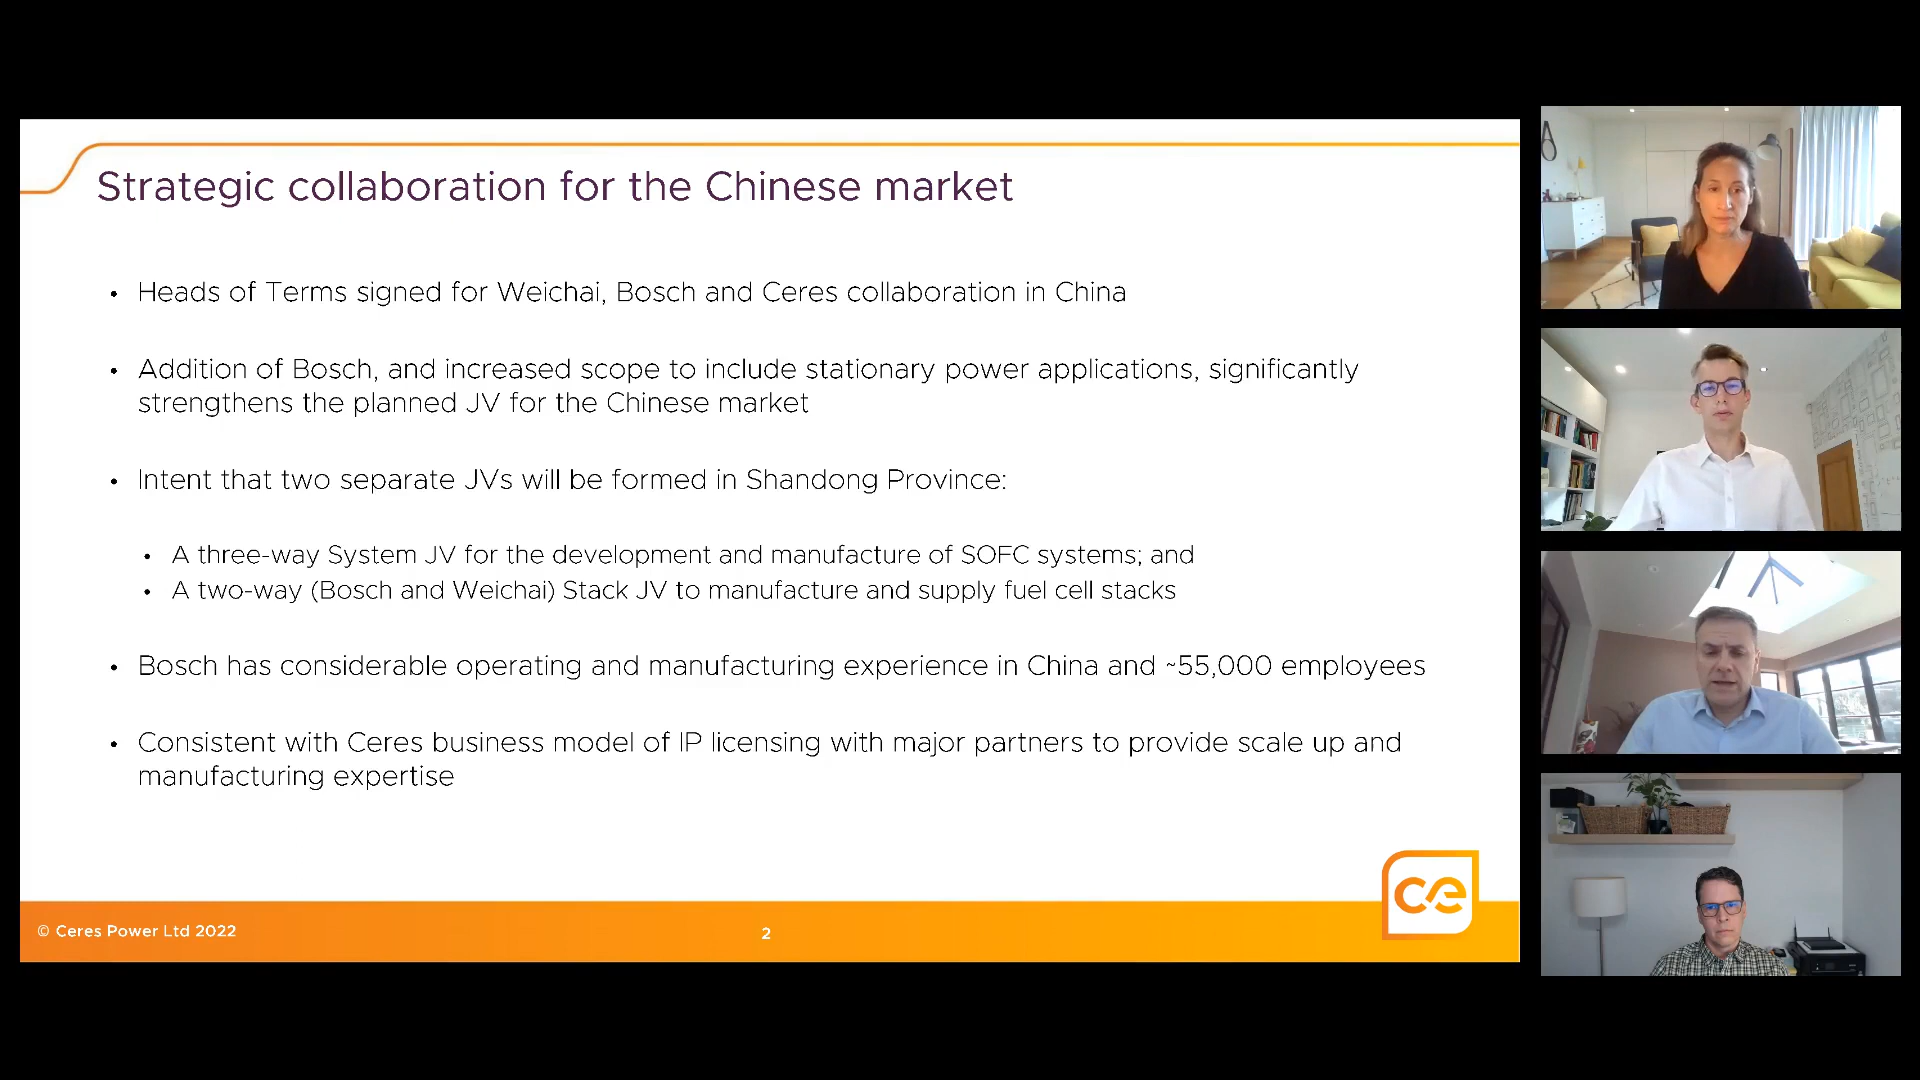 Strategic collaboration for the Chinese market
• Heads of Terms signed for Weichai, Bosch and Ceres collaboration in China
• Addition of Bosch, and increased scope to include stationary power applications, significantly
strengthens the planned JV for the Chinese market
• Intent that two separate JVs will be formed in Shandong Province:
• A three-way System JV for the development and manufacture of SOFC systems; and
• A two-way (Bosch and Weichai) Stack JV to manufacture and supply fuel cell stacks
• Bosch has considerable operating and manufacturing experience in China and ~55,000 employees
• Consistent with Ceres business model of IP licensing with major partners to provide scale up and
manufacturing expertise
ce
© Ceres Power Ltd 2022
2